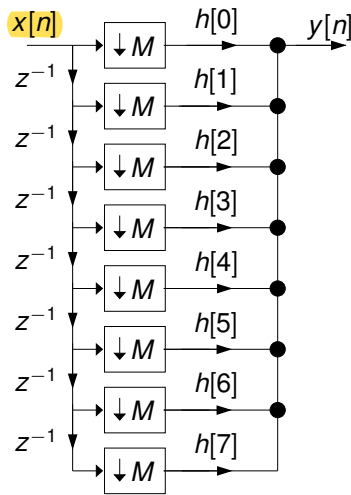 x[n] ↓ M h[0] y[n]
z⁻¹ ↓ M h[1]
z⁻¹ ↓ M h[2]
z⁻¹ ↓ M h[3]
z⁻¹ ↓ M h[4]
z⁻¹ ↓ M h[5]
z⁻¹ ↓ M h[6]
z⁻¹ ↓ M h[7]